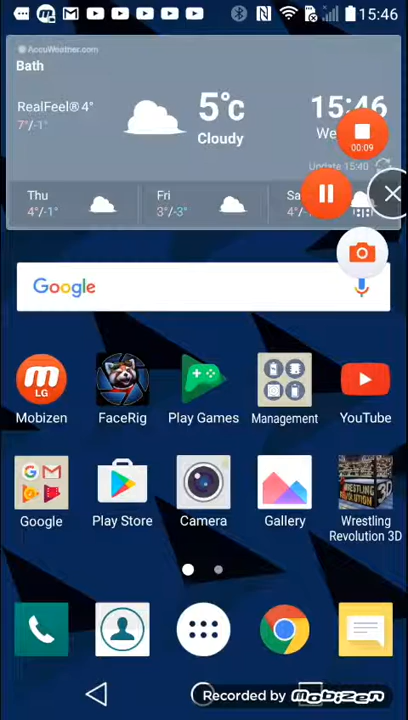 15:46
AccuWeather.com
Bath
RealFeel® 4°
7°/-1°
5°c
Cloudy
15:46
We
Update 15:40
00:09
Thu
4°/-1°
Fri
3°/-3°
Sa
4°/
Google
Mobizen
FaceRig
Play Games
Management
YouTube
Google
Play Store
Camera
Gallery
Wrestling
Revolution 3D
Recorded by Mobizen